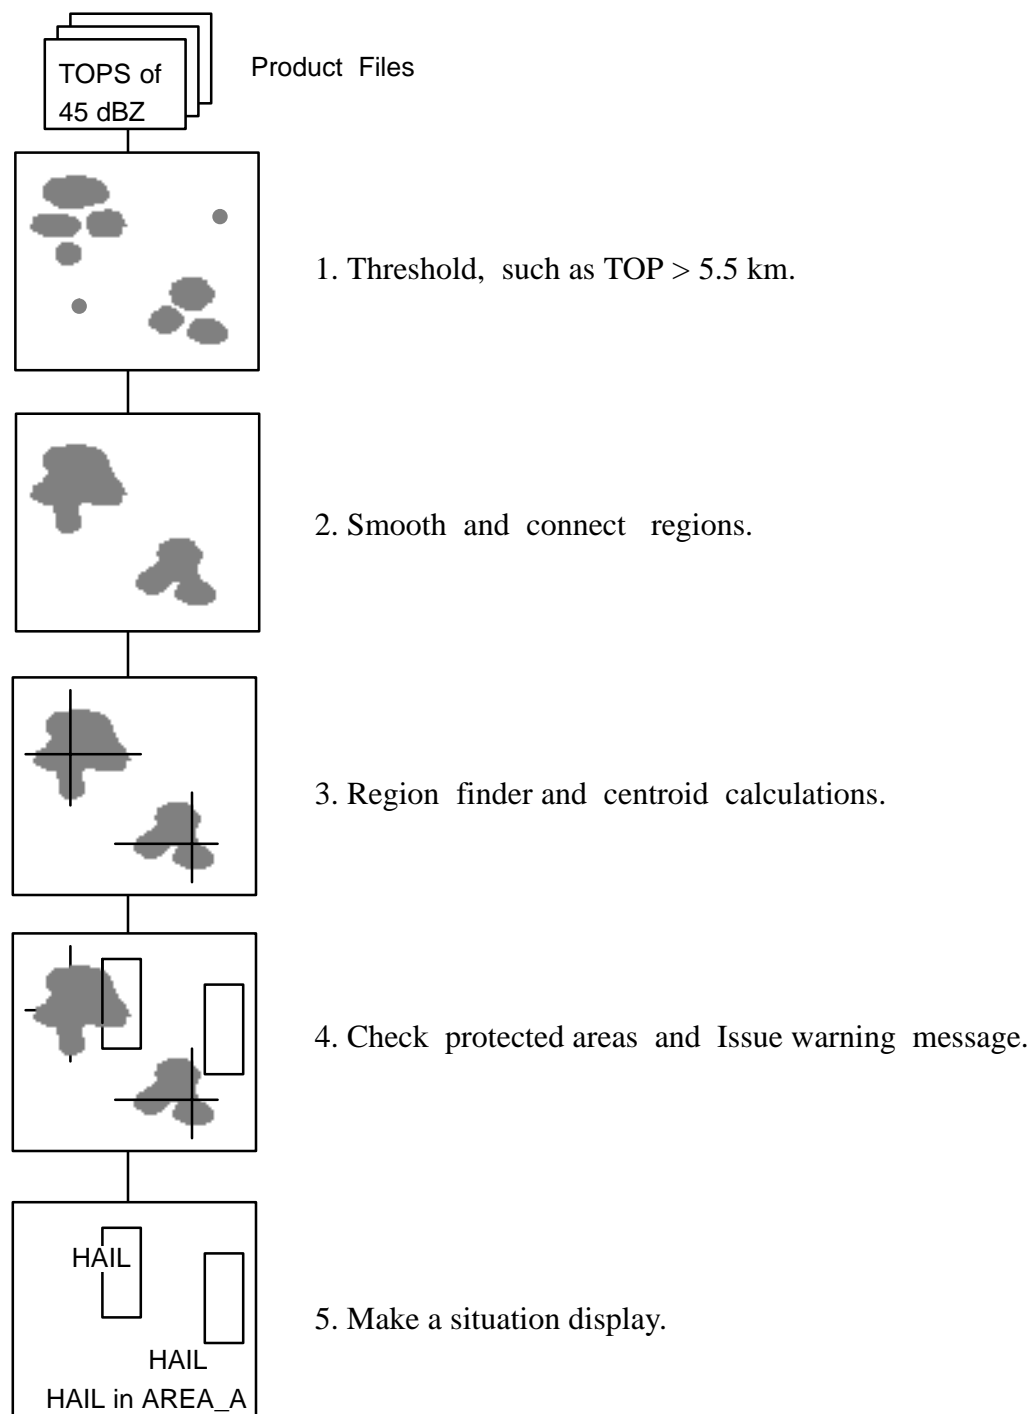 TOPS of
45 dBZ
Product Files
1. Threshold, such as TOP > 5.5 km.
2. Smooth and connect regions.
3. Region finder and centroid calculations.
4. Check protected areas and Issue warning message.
HAIL
5. Make a situation display.
HAIL
HAIL in AREA_A